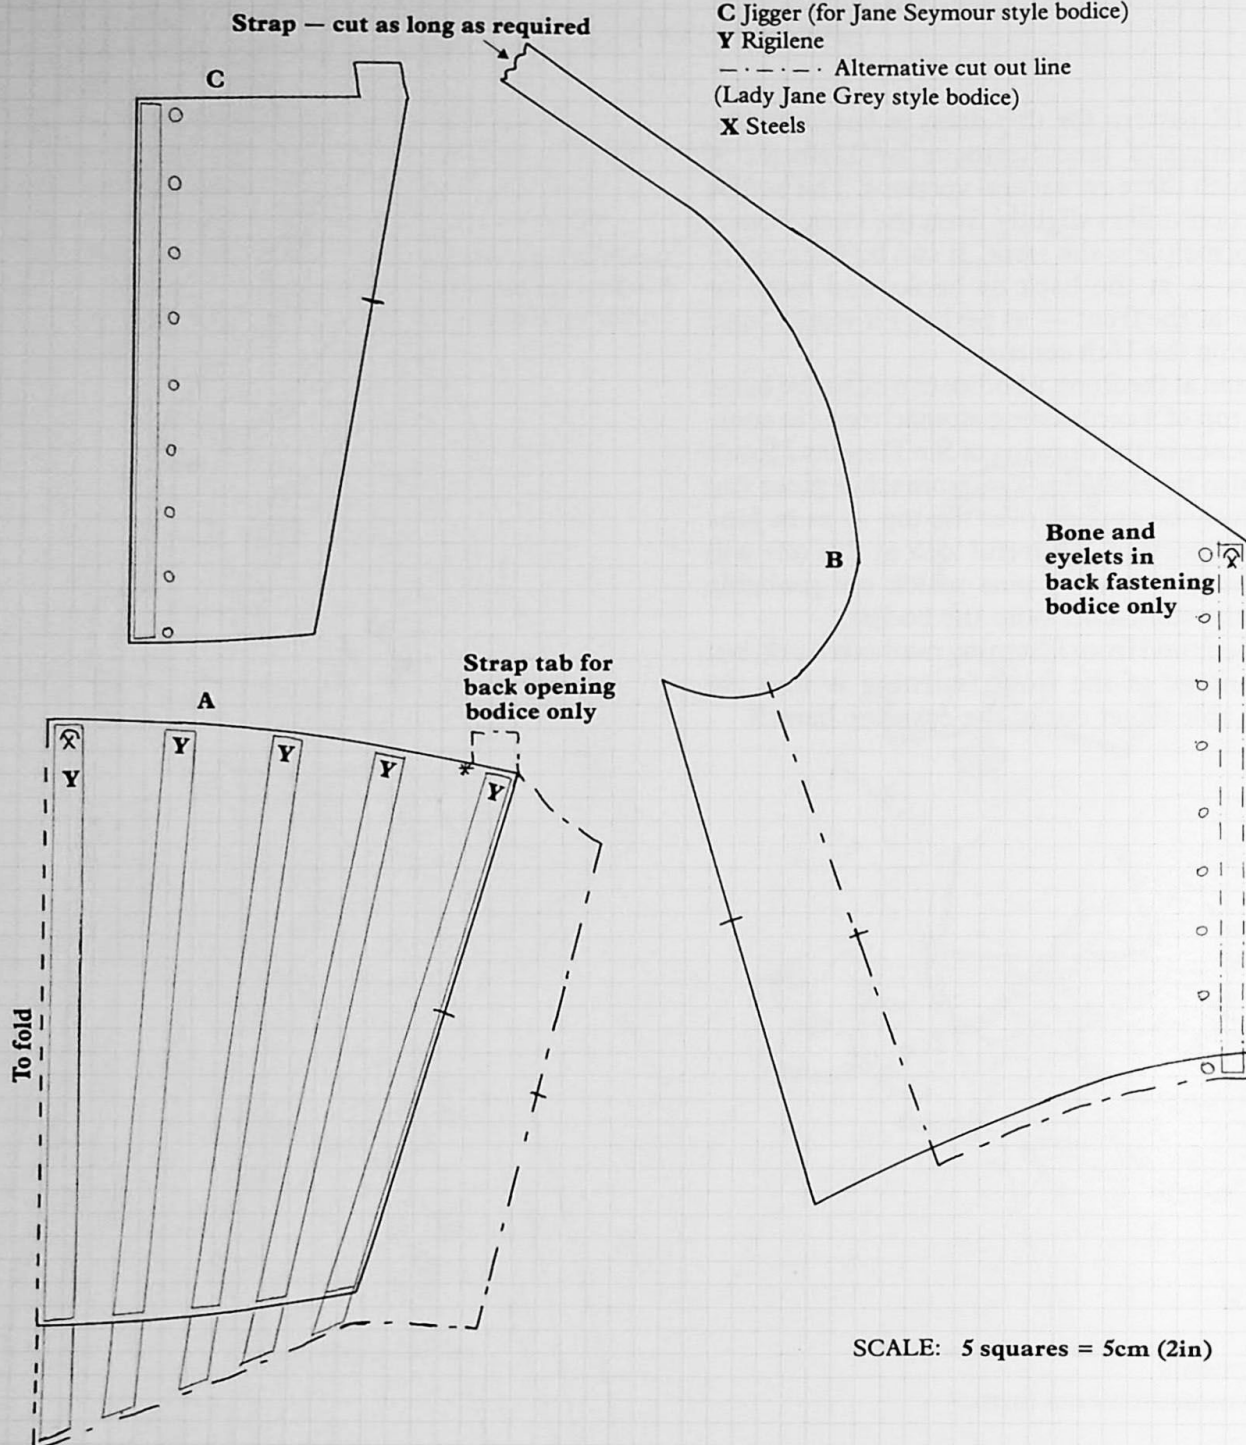 Strap — cut as long as required
C Jigger (for Jane Seymour style bodice)
Y Rigilene
—·—·—· Alternative cut out line
(Lady Jane Grey style bodice)
X Steels
C
B
Bone and
eyelets in
back fastening
bodice only
X
Strap tab for
back opening
bodice only
A
X
Y
Y
Y
Y
*
Y
To fold
SCALE: 5 squares = 5cm (2in)